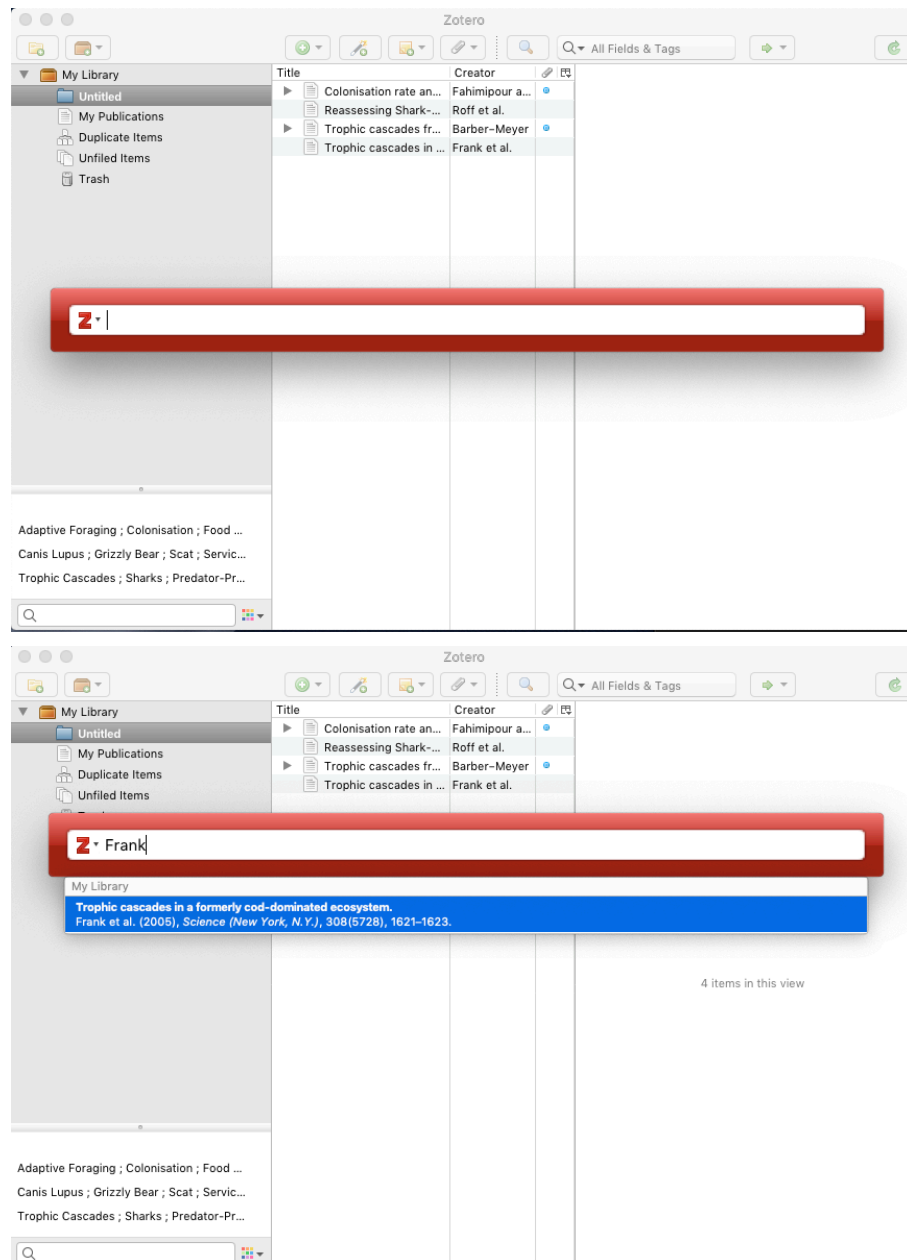 Zotero
All Fields & Tags
My Library
Untitled
My Publications
Duplicate Items
Unfiled Items
Trash
Title Creator
Colonisation rate an... Fahimipour a...
Reassessing Shark-... Roff et al.
Trophic cascades fr... Barber-Meyer
Trophic cascades in ... Frank et al.
Z
Adaptive Foraging ; Colonisation ; Food ...
Canis Lupus ; Grizzly Bear ; Scat ; Servic...
Trophic Cascades ; Sharks ; Predator-Pr...
Zotero
All Fields & Tags
My Library
Untitled
My Publications
Duplicate Items
Unfiled Items
Title Creator
Colonisation rate an... Fahimipour a...
Reassessing Shark-... Roff et al.
Trophic cascades fr... Barber-Meyer
Trophic cascades in ... Frank et al.
Z Frank
My Library
Trophic cascades in a formerly cod-dominated ecosystem.
Frank et al. (2005), Science (New York, N.Y.), 308(5728), 1621–1623.
4 items in this view
Adaptive Foraging ; Colonisation ; Food ...
Canis Lupus ; Grizzly Bear ; Scat ; Servic...
Trophic Cascades ; Sharks ; Predator-Pr...